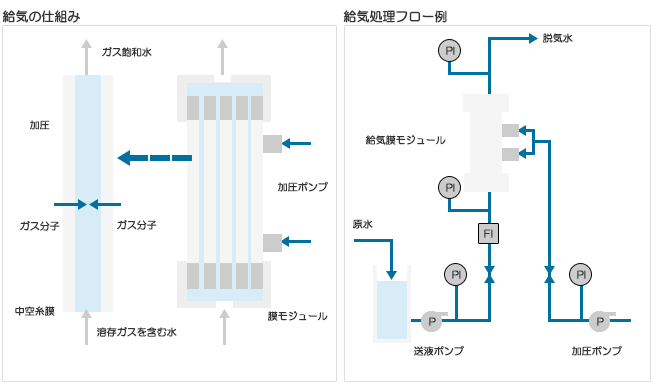 給気の仕組み
ガス飽和水
加圧
加圧ポンプ
ガス分子
ガス分子
中空糸膜
膜モジュール
溶存ガスを含む水
給気処理フロー例
PI
脱気水
給気膜モジュール
PI
原水
FI
PI
PI
P
P
送液ポンプ
加圧ポンプ